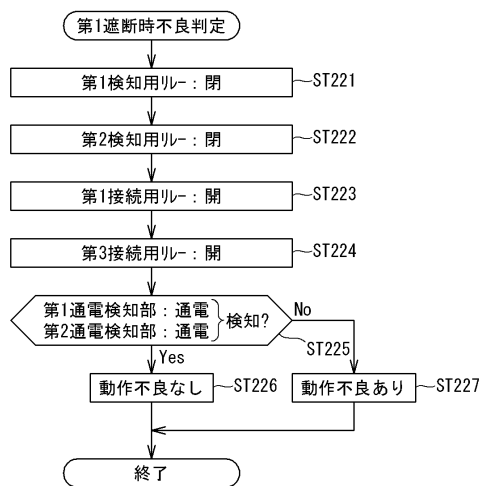 第1遮断時不良判定
第1検知用リレー：閉
ST221
第2検知用リレー：閉
ST222
第1接続用リレー：開
ST223
第3接続用リレー：開
ST224
第1通電検知部：通電
第2通電検知部：通電
検知?
No
ST225
Yes
動作不良なし
ST226
動作不良あり
ST227
終了